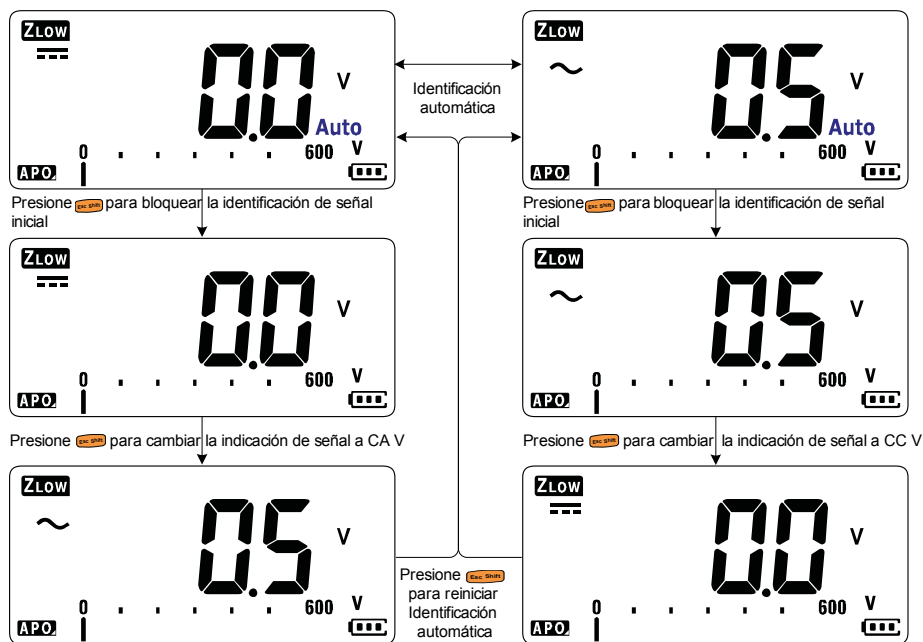 ZLOW
0.0 V
Auto
0 600 V
APO
Identificación
automática
ZLOW
0.5 V
Auto
0 600 V
APO
Presione Esc Shift para bloquear la identificación de señal
inicial
Presione Esc Shift para bloquear la identificación de señal
inicial
ZLOW
0.0 V
0 600 V
APO
ZLOW
0.5 V
0 600 V
APO
Presione Esc Shift para cambiar la indicación de señal a CA V
Presione Esc Shift para cambiar la indicación de señal a CC V
ZLOW
0.5 V
0 600 V
APO
Presione Esc Shift
para reiniciar
Identificación
automática
ZLOW
0.0 V
0 600 V
APO